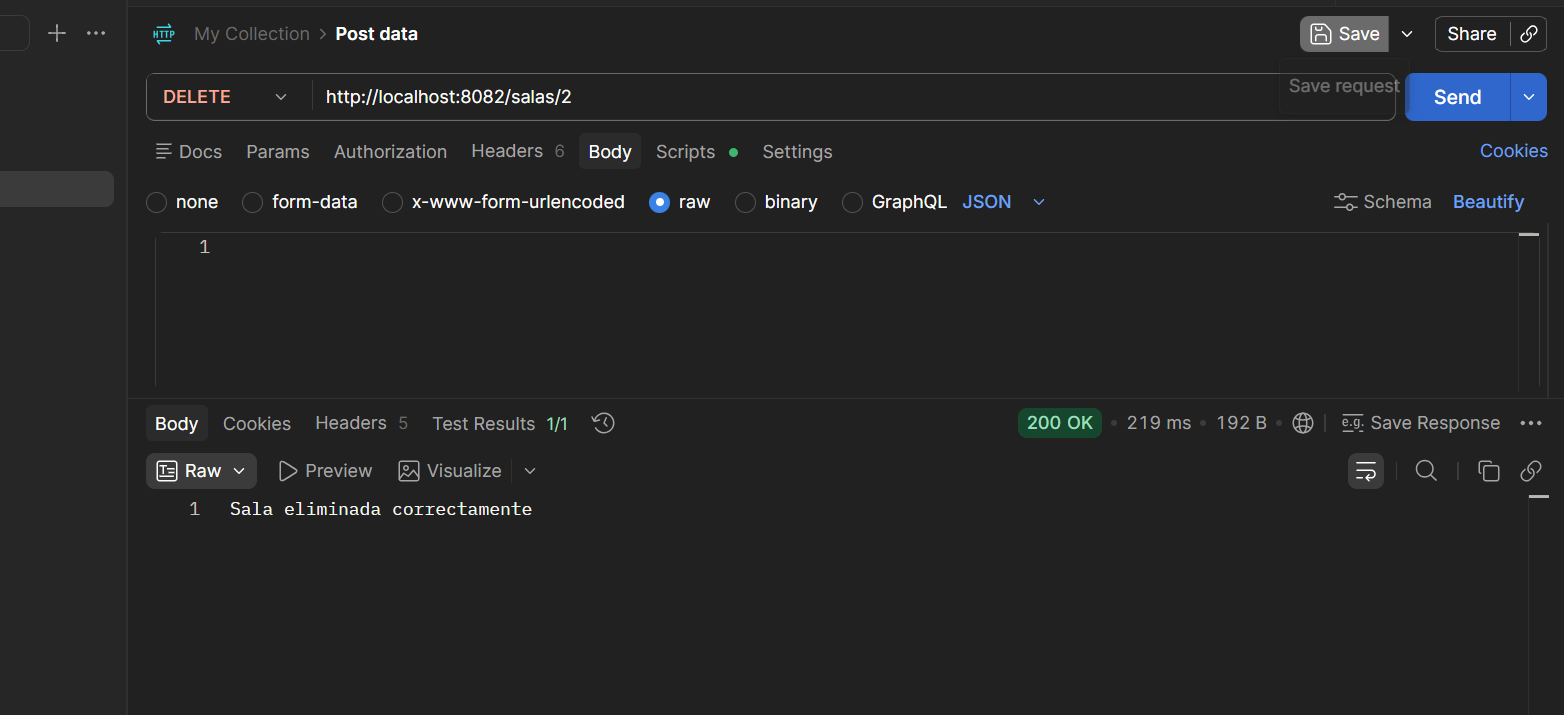 HTTP My Collection > Post data Save Share
DELETE http://localhost:8082/salas/2 Save request Send
Docs Params Authorization Headers 6 Body Scripts Settings Cookies
none form-data x-www-form-urlencoded raw binary GraphQL JSON Schema Beautify
1
Body Cookies Headers 5 Test Results 1/1 200 OK • 219 ms • 192 B • e.g. Save Response
Raw Preview Visualize
1 Sala eliminada correctamente